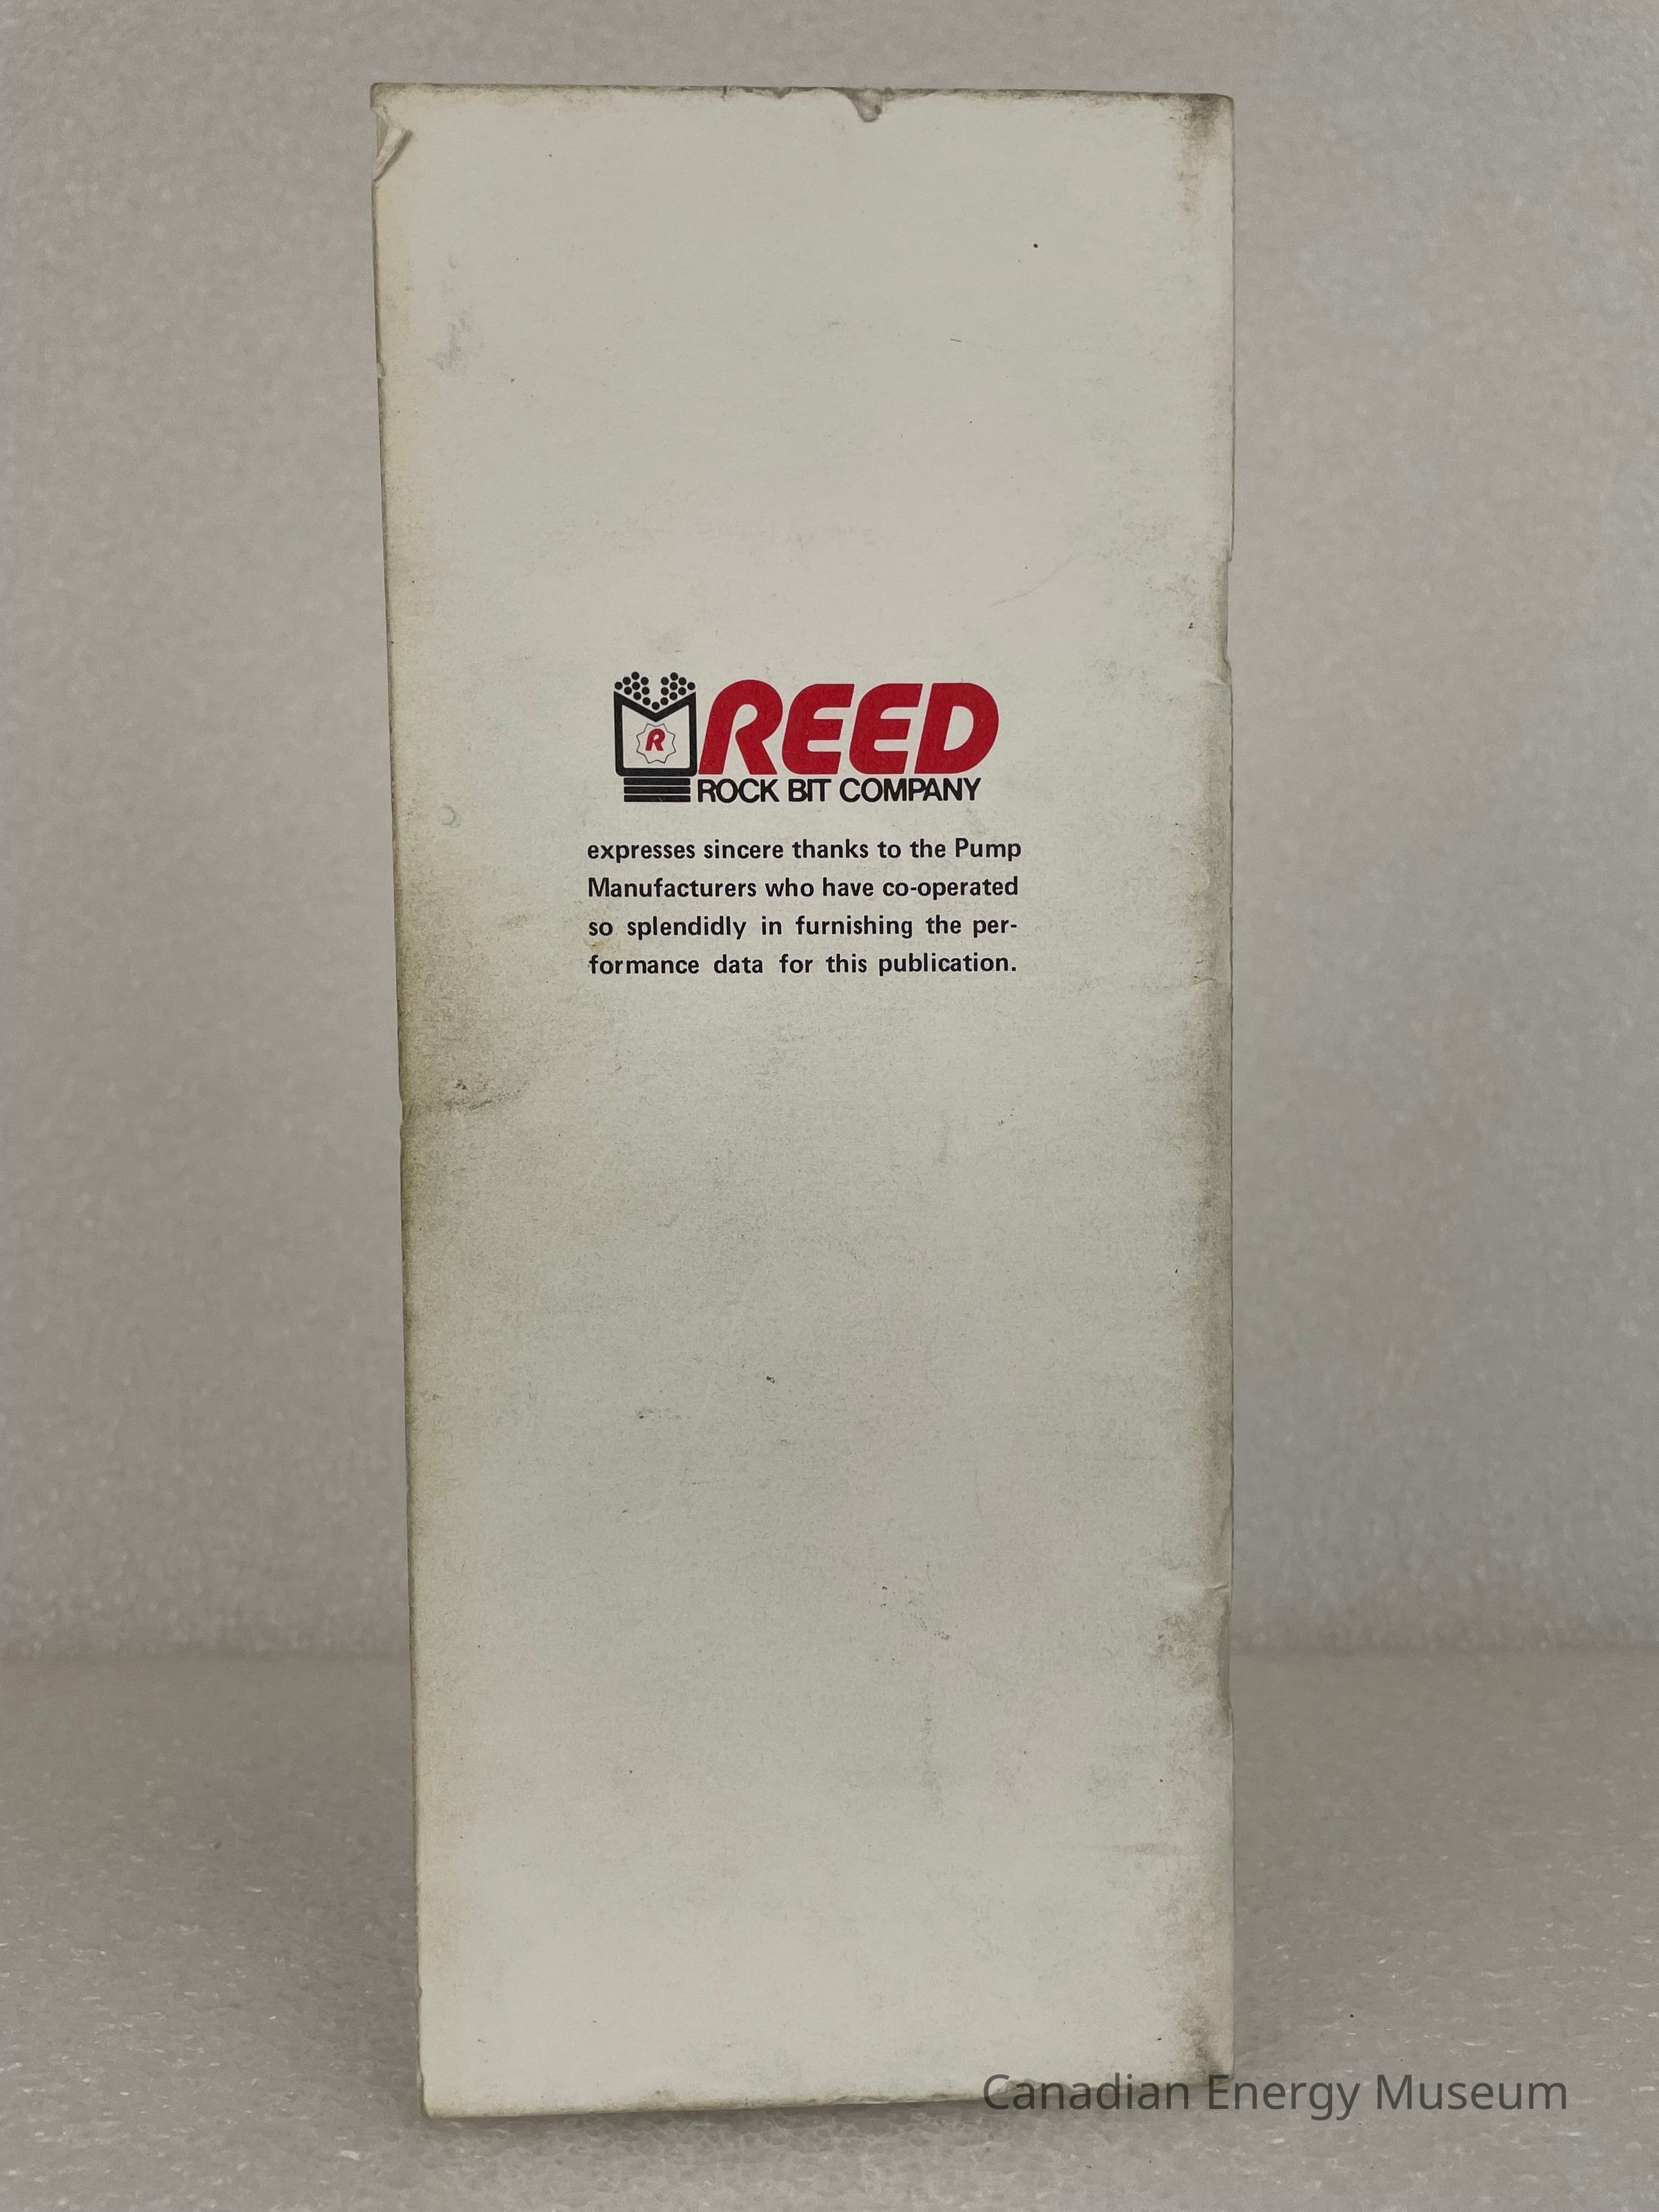 R
REED
ROCK BIT COMPANY
expresses sincere thanks to the Pump
Manufacturers who have co-operated
so splendidly in furnishing the per-
formance data for this publication.
Canadian Energy Museum